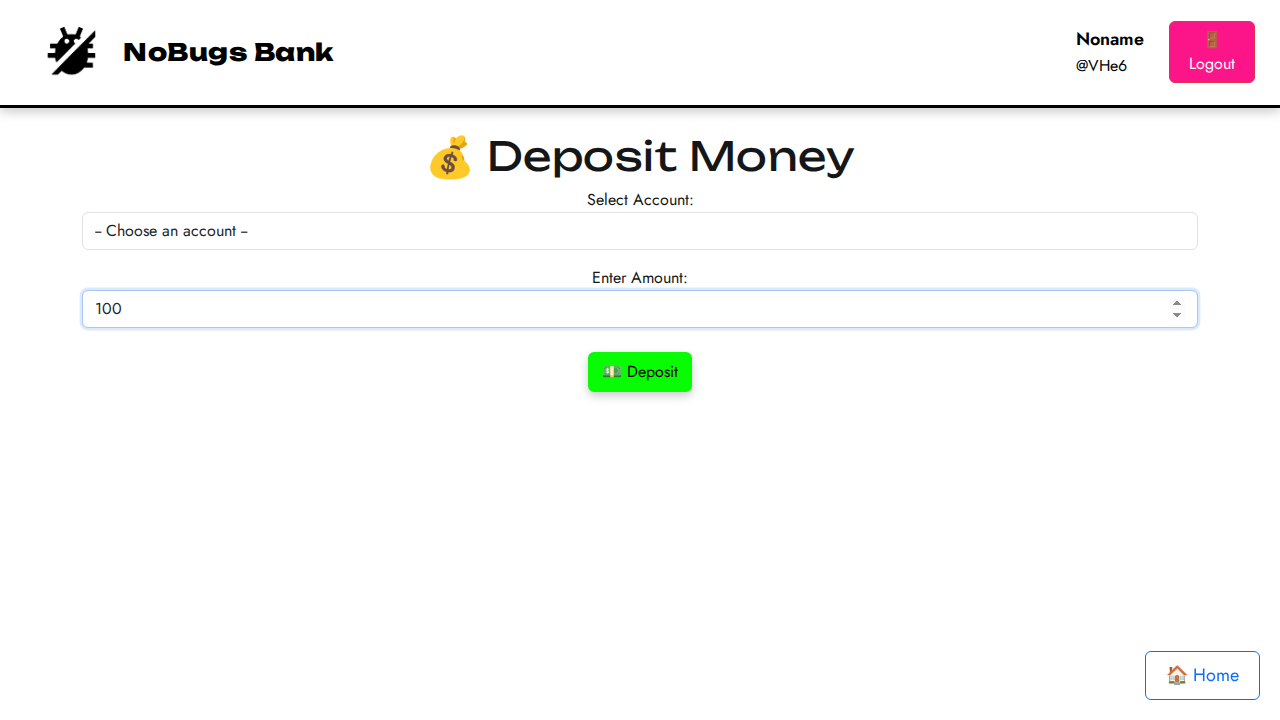 NoBugs Bank
Noname
@VHe6
🚪
Logout
💰 Deposit Money
Select Account:
-- Choose an account --
Enter Amount:
100
💵 Deposit
🏠 Home